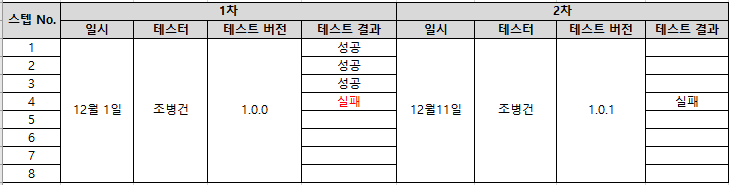 스텝 No. 1차 2차
일시 테스터 테스트 버전 테스트 결과 일시 테스터 테스트 버전 테스트 결과
1 성공
2 성공
3 성공
4 12월 1일 조병건 1.0.0 실패 12월11일 조병건 1.0.1 실패
5
6
7
8